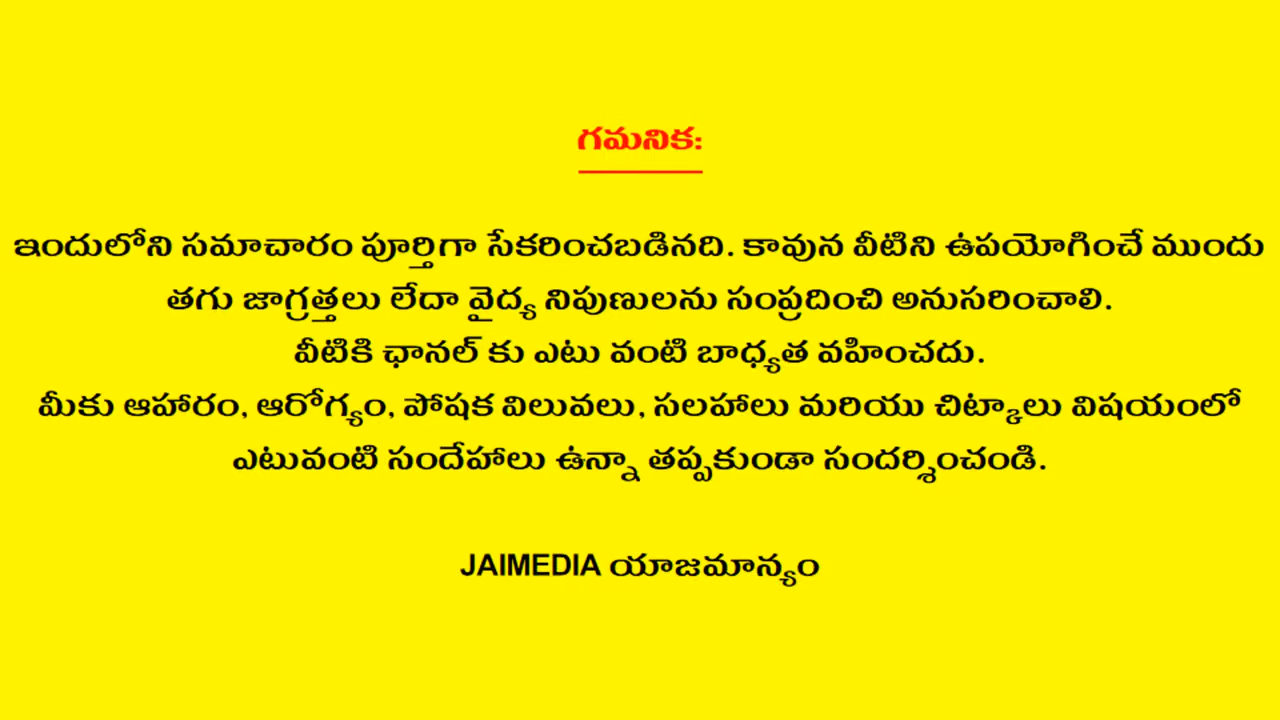 గమనిక:
ఇందులోని సమాచారం పూర్తిగా సేకరించబడినది. కావున వీటిని ఉపయోగించే ముందు
తగు జాగ్రత్తలు లేదా వైద్య నిపుణులను సంప్రదించి అనుసరించాలి.
వీటికి ఛానల్ కు ఎటు వంటి బాధ్యత వహించదు.
మీకు ఆహారం, ఆరోగ్యం, పోషక విలువలు, సలహాలు మరియు చిట్కాలు విషయంలో
ఎటువంటి సందేహాలు ఉన్నా తప్పకుండా సందర్శించండి.
JAIMEDIA యాజమాన్యం